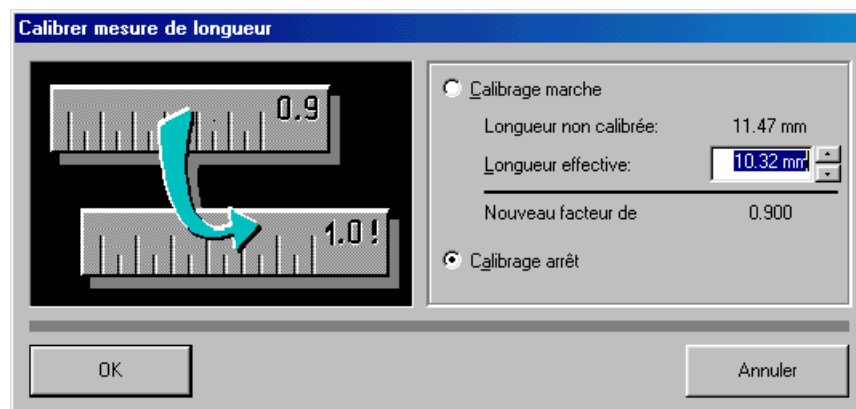 Calibrer mesure de longueur
0.9
1.0!
Calibrage marche
Longueur non calibrée: 11.47 mm
Longueur effective: 10.32 mm
Nouveau facteur de 0.900
Calibrage arrêt
OK
Annuler